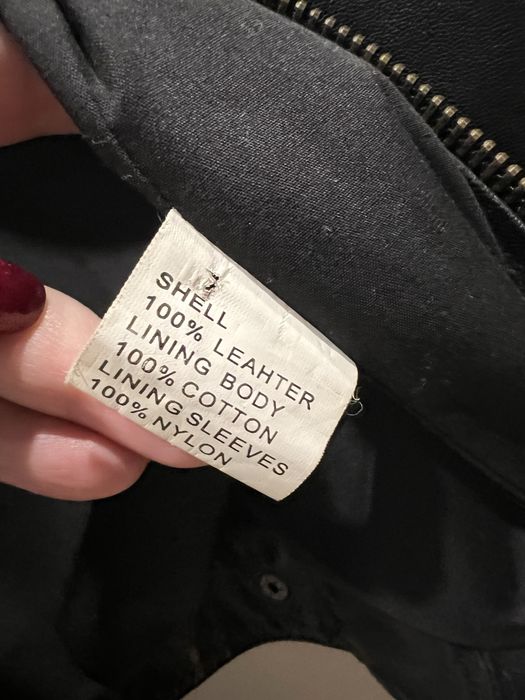 SHELL
100% LEAHTER
LINING BODY
100% COTTON
LINING SLEEVES
100% NYLON